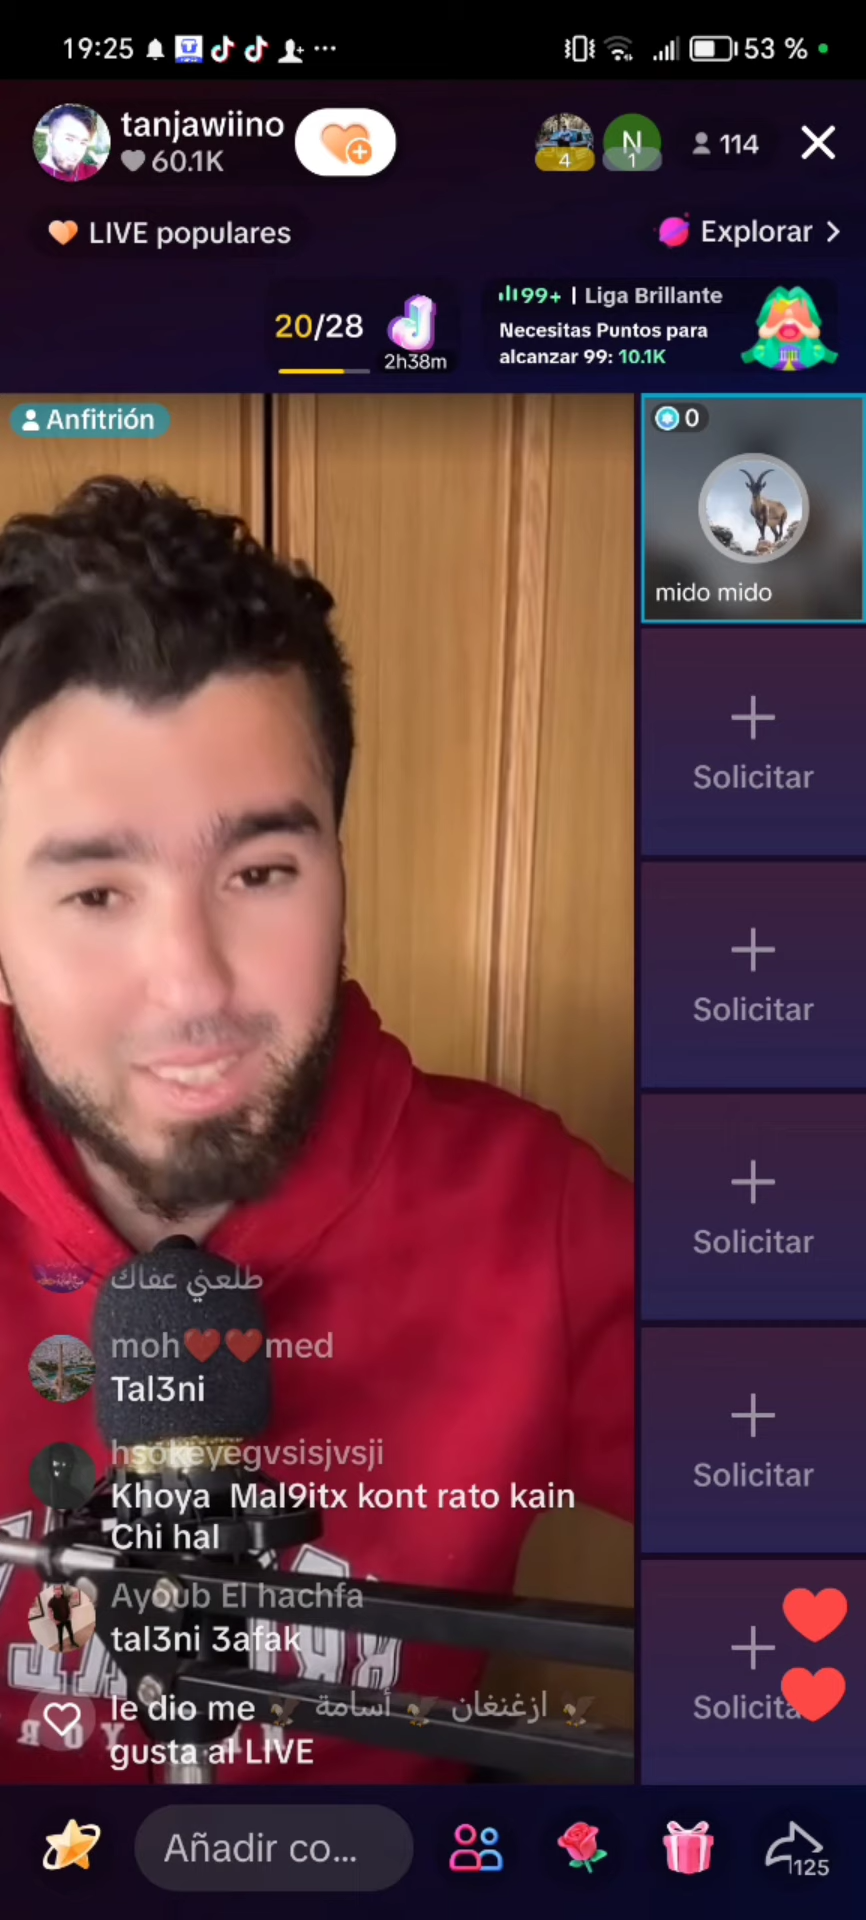 19:25
53 %
tanjawiino
60.1K
4
N
1
114
LIVE populares
Explorar
20/28
2h38m
99+ | Liga Brillante
Necesitas Puntos para
alcanzar 99: 10.1K
Anfitrión
0
mido mido
Solicitar
Solicitar
Solicitar
Solicitar
Solicitar
طلعني عفاك
moh❤️❤️med
Tal3ni
hsokeyegvsisjvsji
Khoya Mal9itx kont rato kain
Chi hal
Ayoub El hachfa
tal3ni 3afak
le dio me 🦅 أسامة 🦅 ازغنغان 🦅
gusta al LIVE
Añadir co...
125